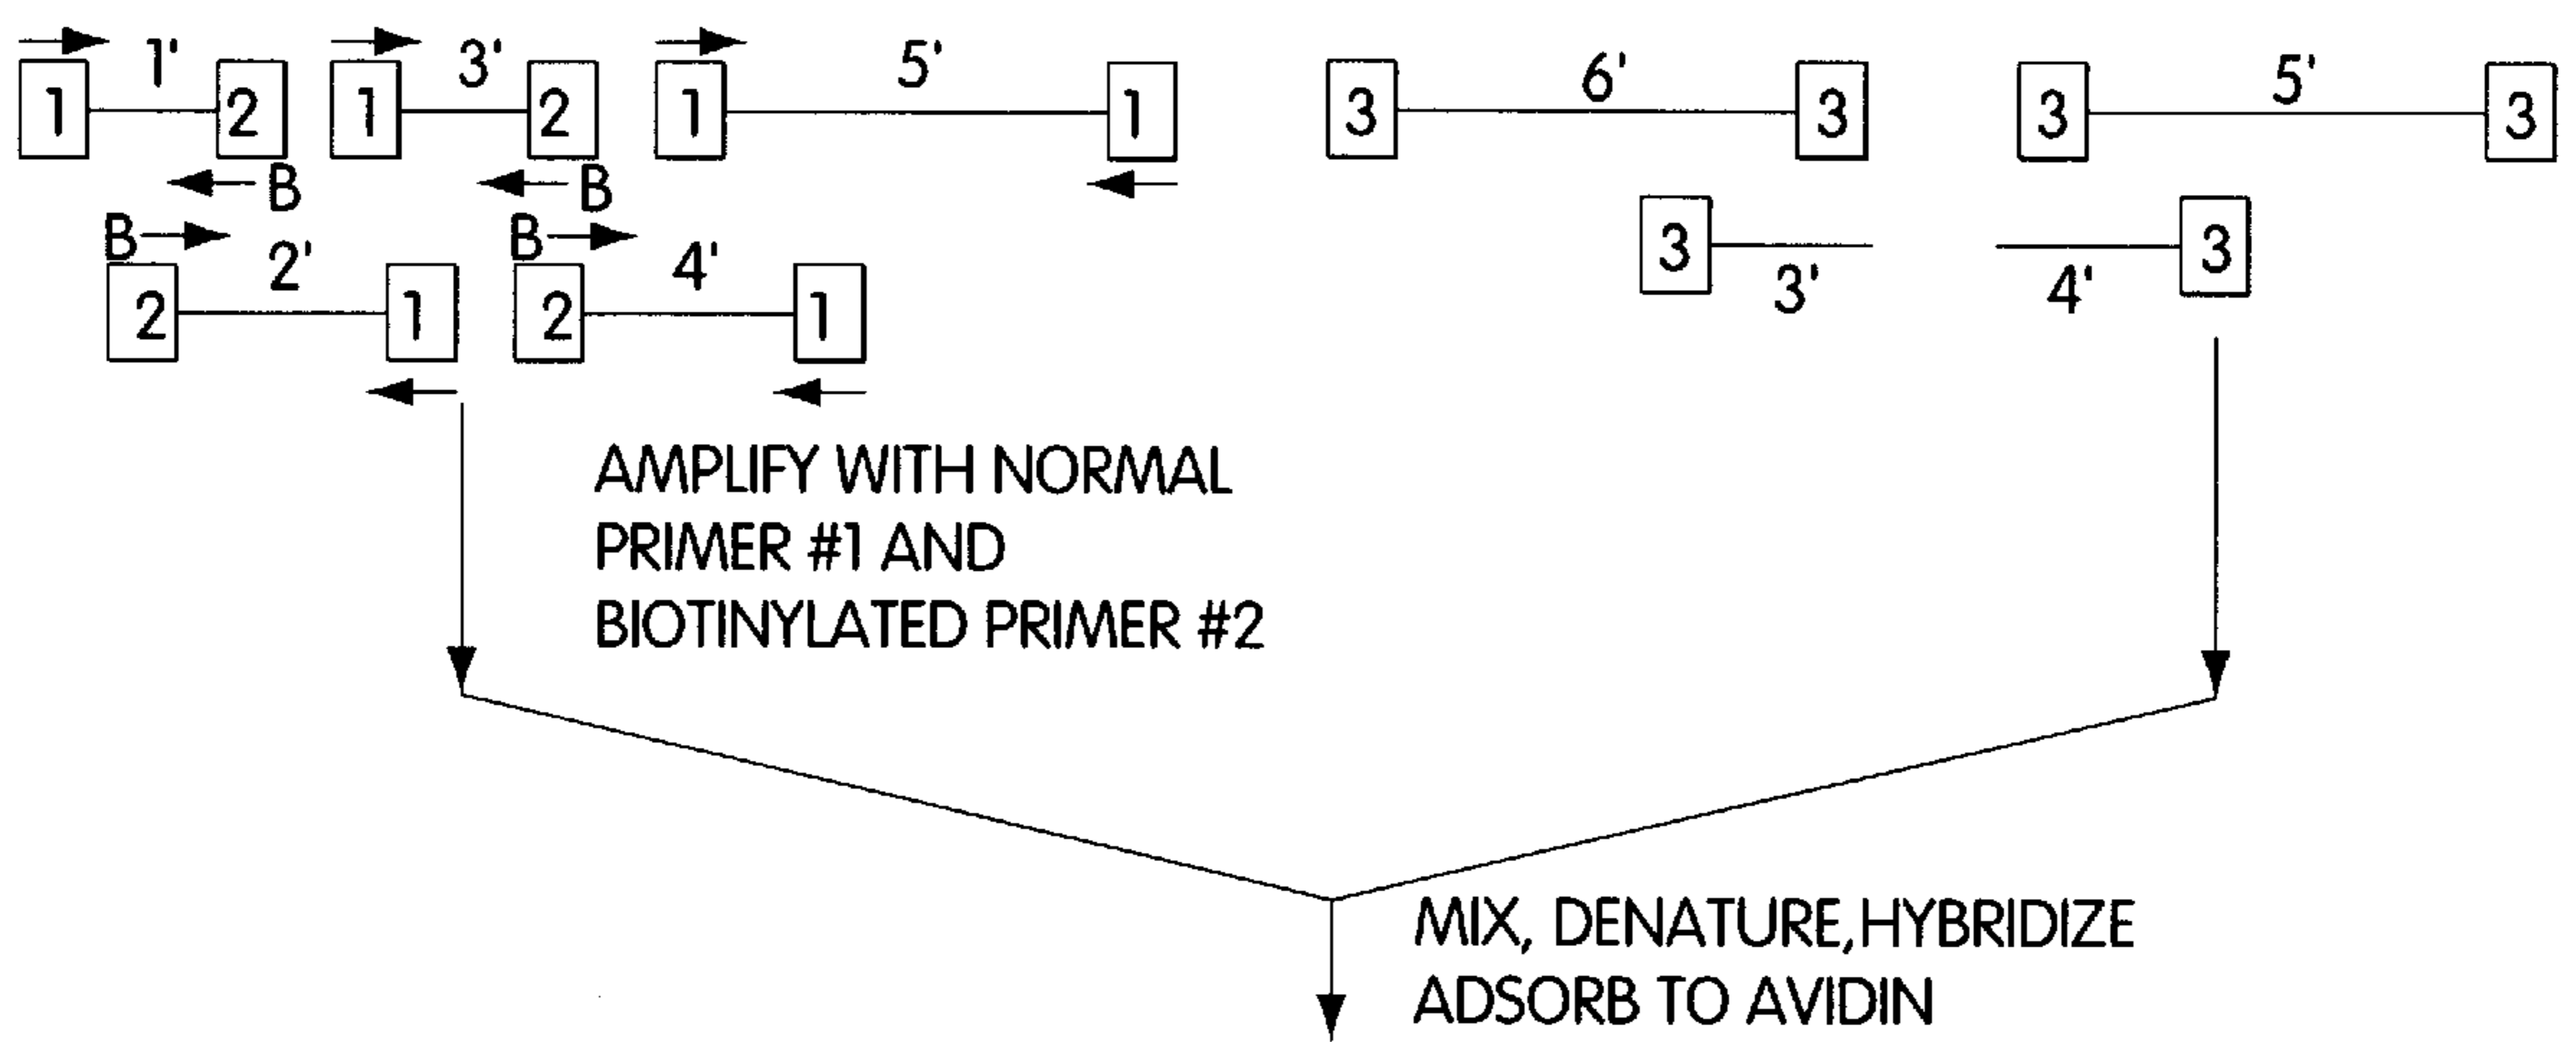 1' 3' 5' 6' 5'
1 2 1 2 1 1 3 3 3 3
B B
B B
2' 4' 3 3
2 1 2 1 3' 4'
AMPLIFY WITH NORMAL
PRIMER #1 AND
BIOTINYLATED PRIMER #2
MIX, DENATURE,HYBRIDIZE
ADSORB TO AVIDIN